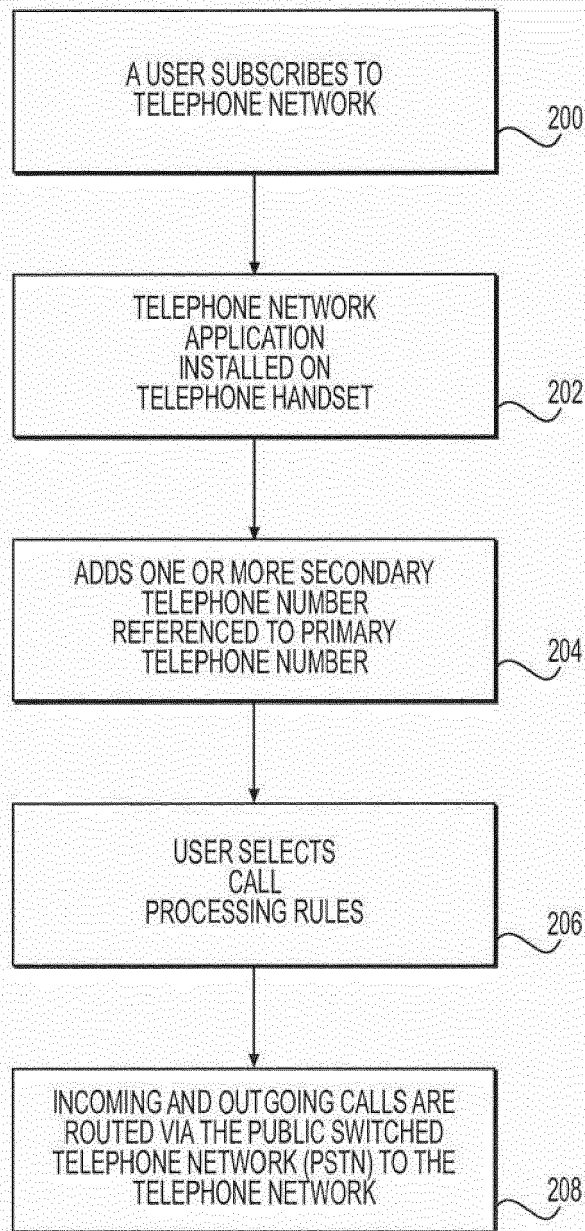 A USER SUBSCRIBES TO
TELEPHONE NETWORK
200
TELEPHONE NETWORK
APPLICATION
INSTALLED ON
TELEPHONE HANDSET
202
ADDS ONE OR MORE SECONDARY
TELEPHONE NUMBER
REFERENCED TO PRIMARY
TELEPHONE NUMBER
204
USER SELECTS
CALL
PROCESSING RULES
206
INCOMING AND OUTGOING CALLS ARE
ROUTED VIA THE PUBLIC SWITCHED
TELEPHONE NETWORK (PSTN) TO THE
TELEPHONE NETWORK
208